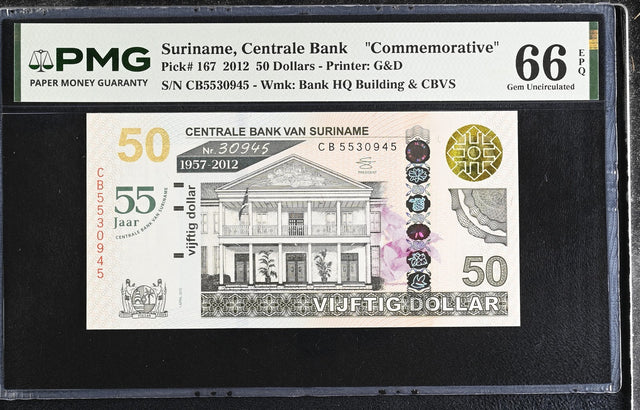 PMG
PAPER MONEY GUARANTY
Suriname, Centrale Bank "Commemorative"
Pick# 167 2012 50 Dollars - Printer: G&D
S/N CB5530945 - Wmk: Bank HQ Building & CBVS
66 EPQ
Gem Uncirculated
50
CENTRALE BANK VAN SURINAME
Nr. 30945
CB5530945
1957-2012
PRESIDENT
CB5530945
55
Jaar
CENTRALE BANK VAN SURINAME
vijftig dollar
50
VIJFTIG DOLLAR